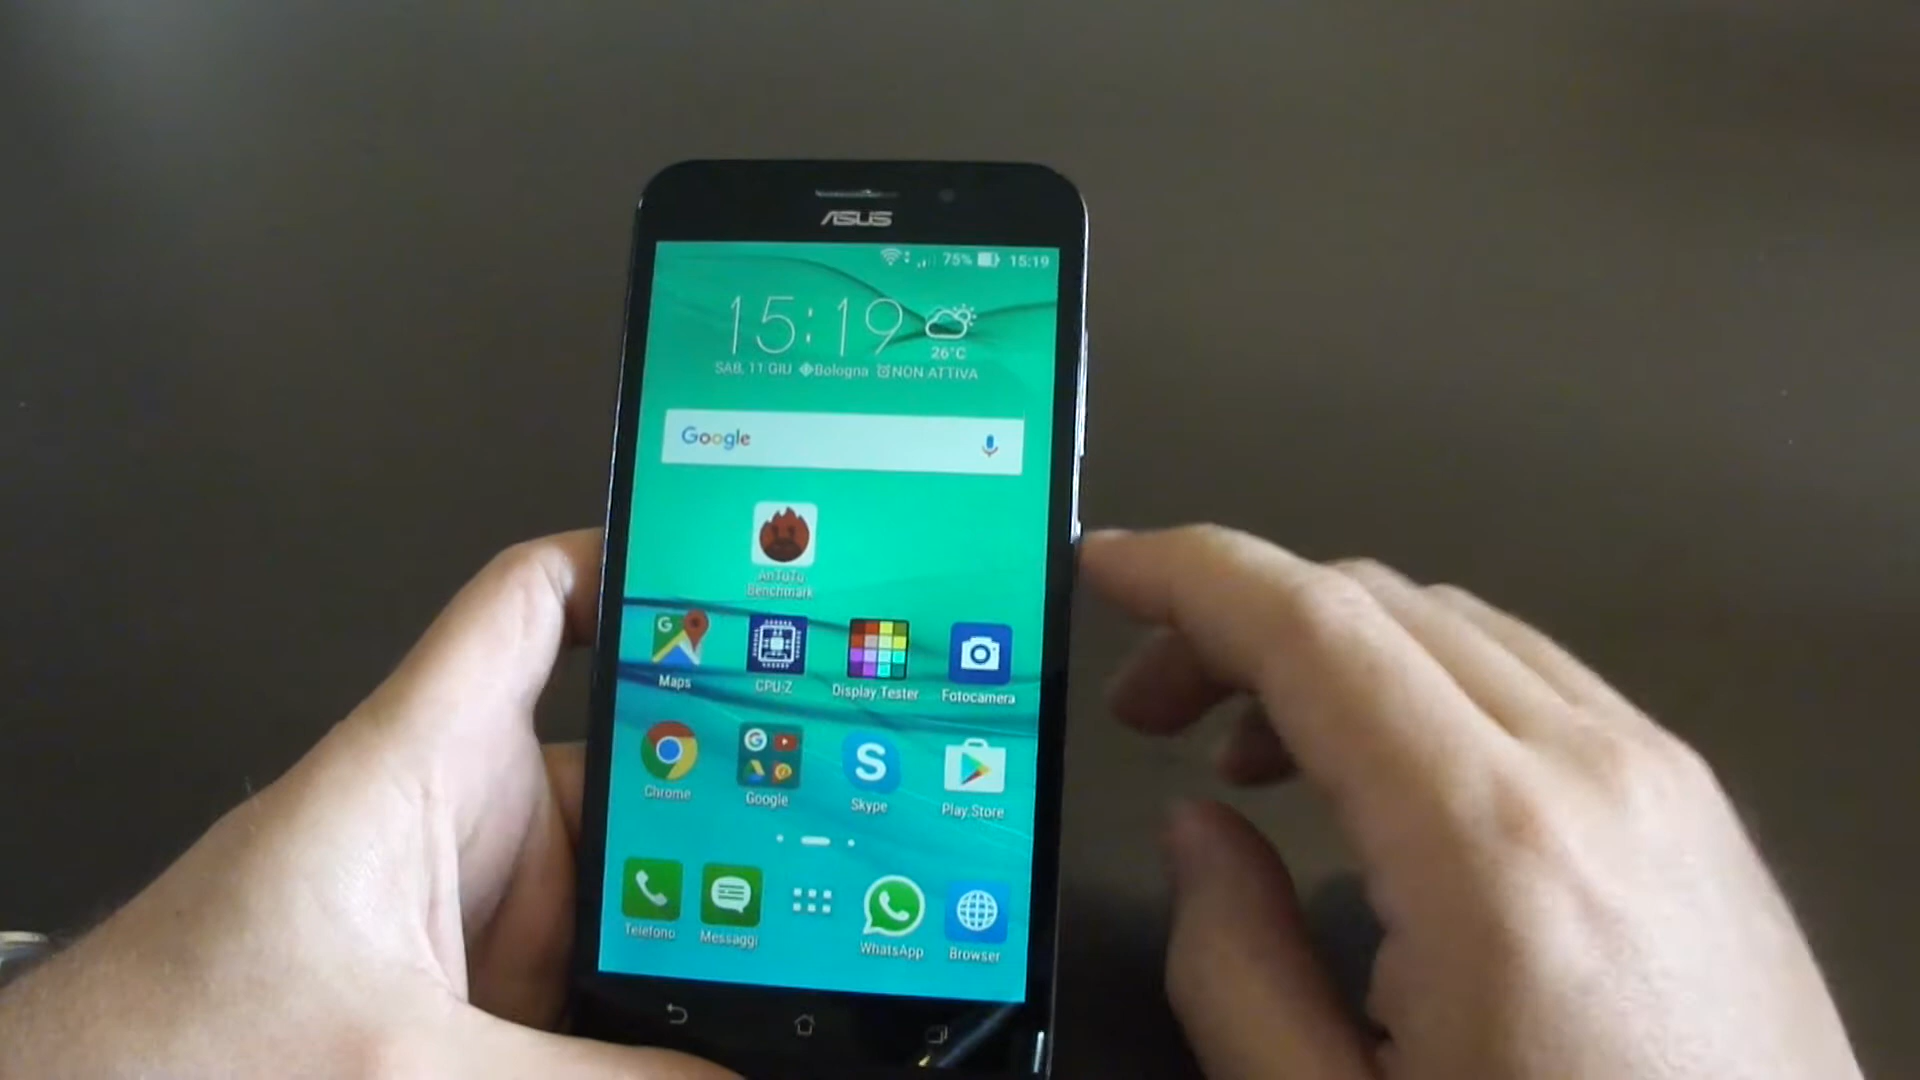 ASUS
75% 15:19
15:19
26°C
SAB, 11 GIU Bologna NON ATTIVA
Google
AnTuTu
Benchmark
Maps
CPU-Z
Display Tester
Fotocamera
Chrome
Google
Skype
Play Store
Telefono
Messaggi
WhatsApp
Browser